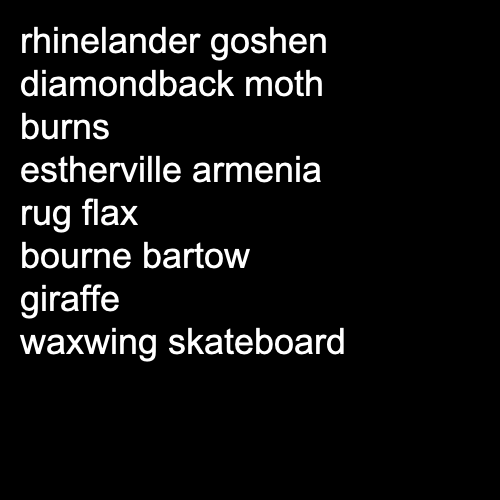 rhinelander goshen
diamondback moth
burns
estherville armenia
rug flax
bourne bartow
giraffe
waxwing skateboard